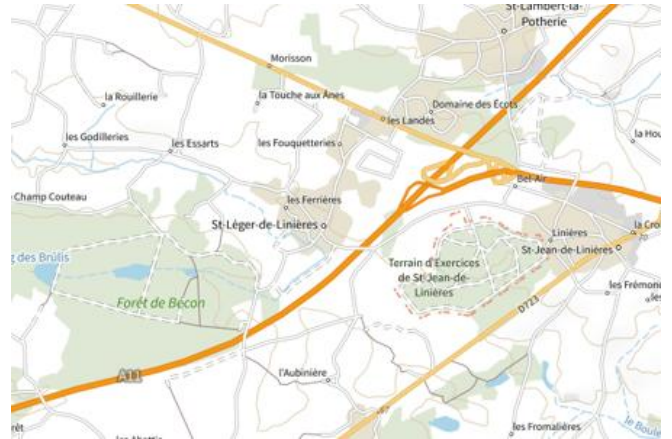 St-Lambert-la-
Potherie
Morisson
la Rouillerie
la Touche aux Ânes
Domaine des Écots
les Landes
les Godilleries
les Essarts
les Fouquetteries
la Hou
Bel-Air
Champ Couteau
les Ferrières
St-Léger-de-Linières
Linières
la Croi
St-Jean-de-Linières
g des Brûlis
Terrain d'Exercices
de St-Jean-de-
Linières
Forêt de Bécon
les Frémon
les
D723
A11
l'Aubinière
les Fromalières
le Boule